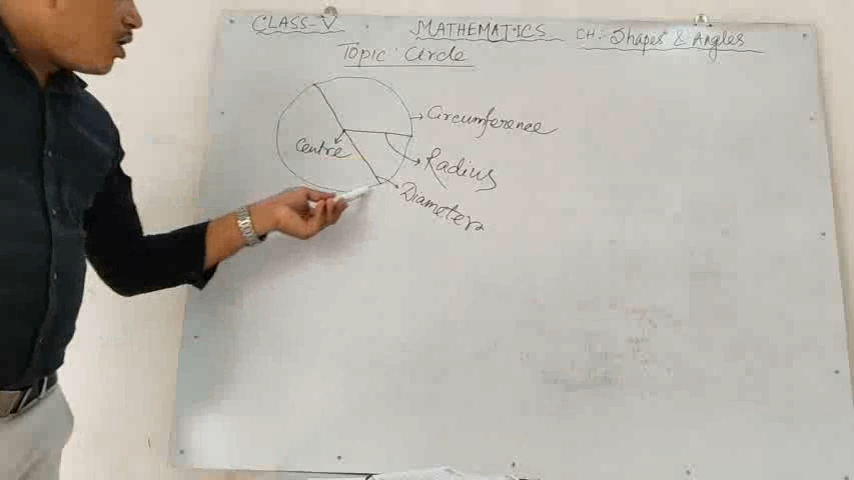 CLASS-V MATHEMATICS CH: Shapes & Angles
Topic: Circle
Circumference
Centre
Radius
Diameter